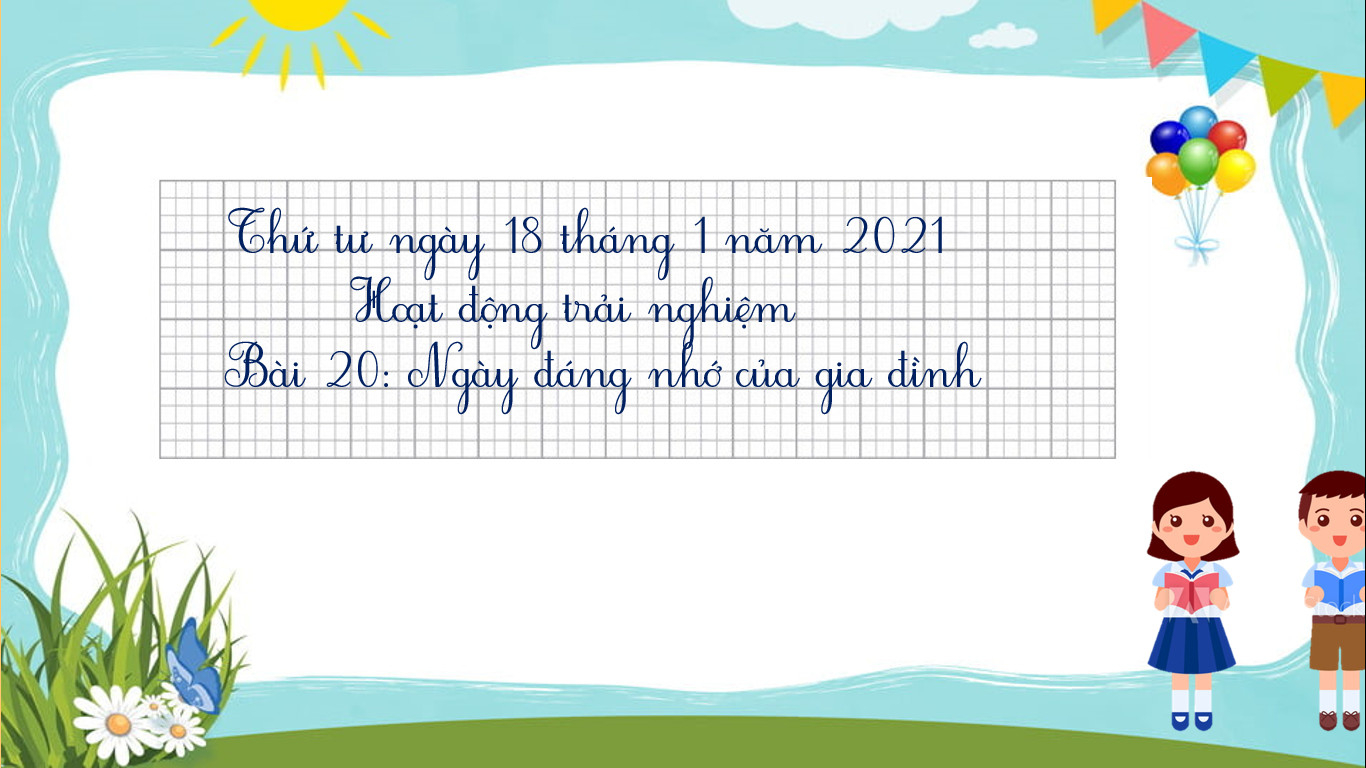 Thứ tư ngày 18 tháng 1 năm 2021
Hoạt động trải nghiệm
Bài 20: Ngày đáng nhớ của gia đình